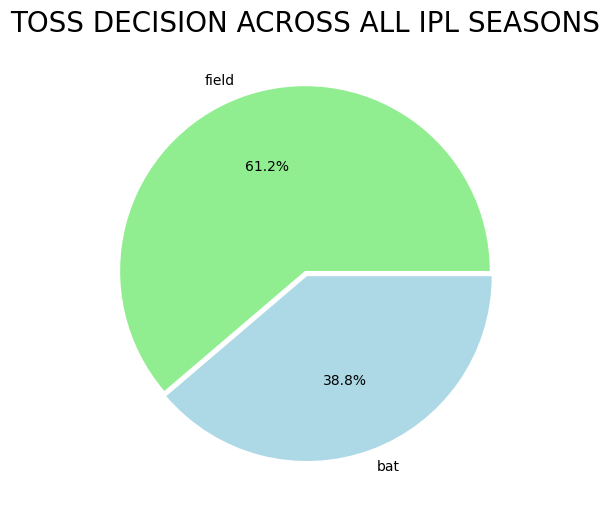 TOSS DECISION ACROSS ALL IPL SEASONS
field
61.2%
38.8%
bat